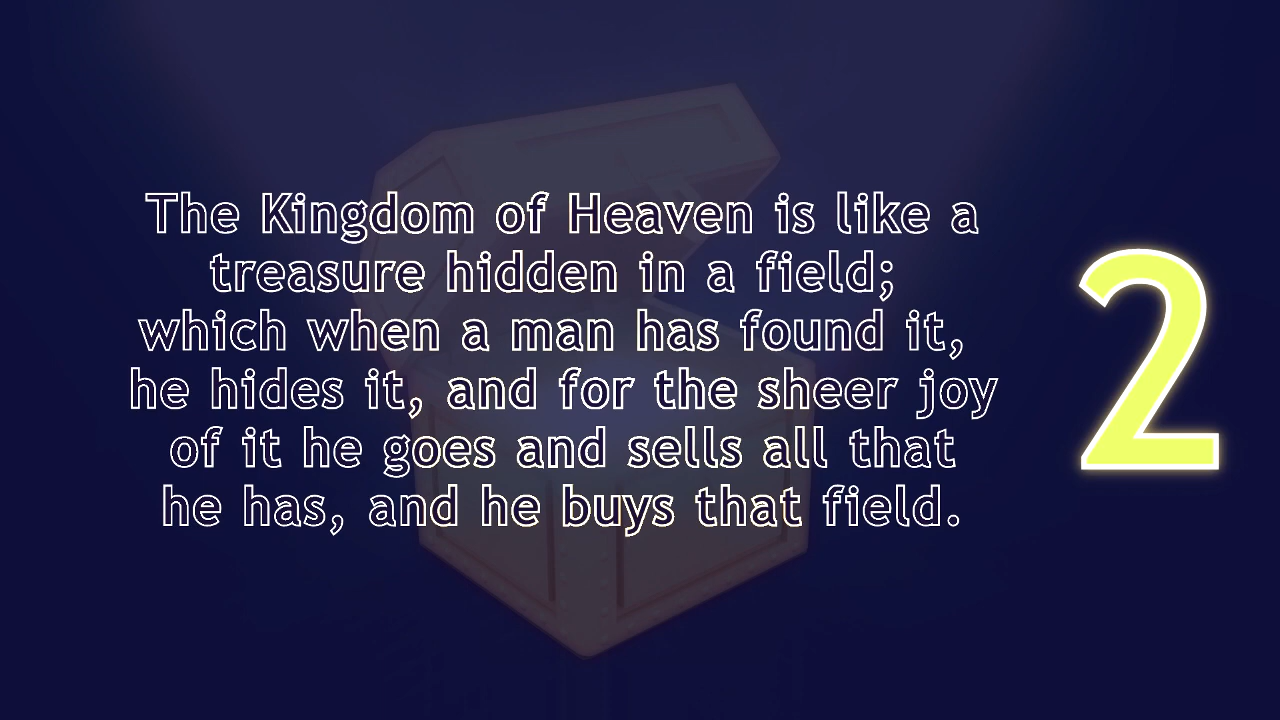 The Kingdom of Heaven is like a
treasure hidden in a field;
which when a man has found it,
he hides it, and for the sheer joy
of it he goes and sells all that
he has, and he buys that field.
2